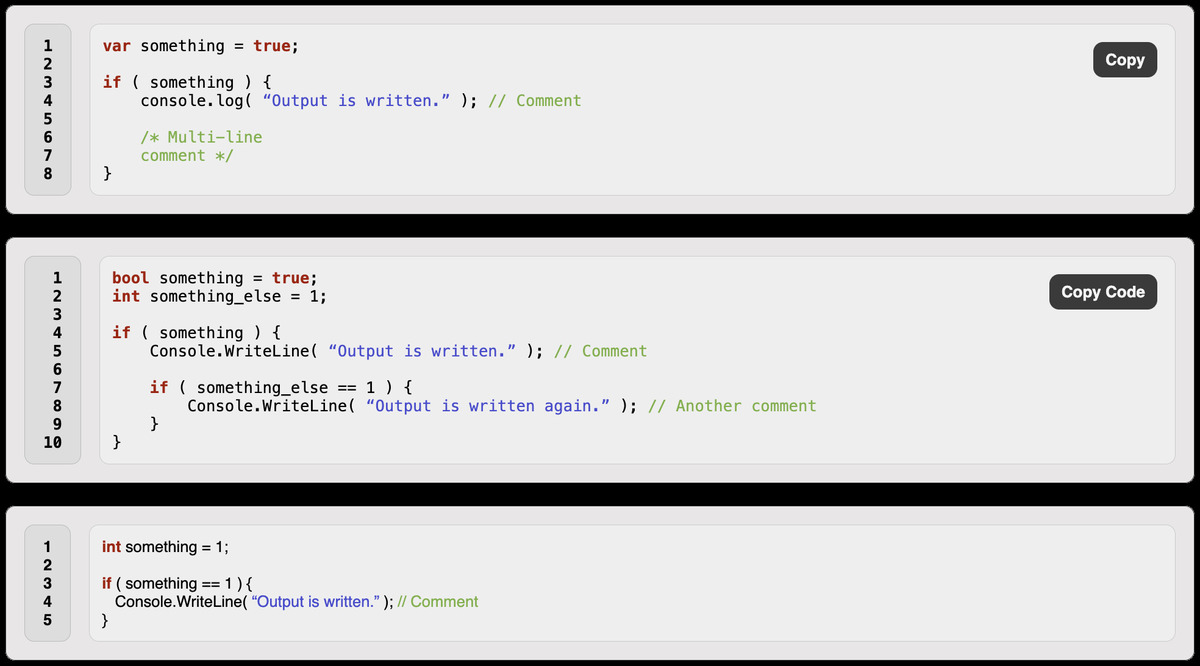 1 var something = true;
2
3 if ( something ) {
4     console.log( “Output is written.” ); // Comment
5
6     /* Multi-line
7     comment */
8 }
Copy
1 bool something = true;
2 int something_else = 1;
3
4 if ( something ) {
5     Console.WriteLine( “Output is written.” ); // Comment
6
7     if ( something_else == 1 ) {
8         Console.WriteLine( “Output is written again.” ); // Another comment
9     }
10 }
Copy Code
1 int something = 1;
2
3 if ( something == 1 ) {
4    Console.WriteLine( “Output is written.” ); // Comment
5 }